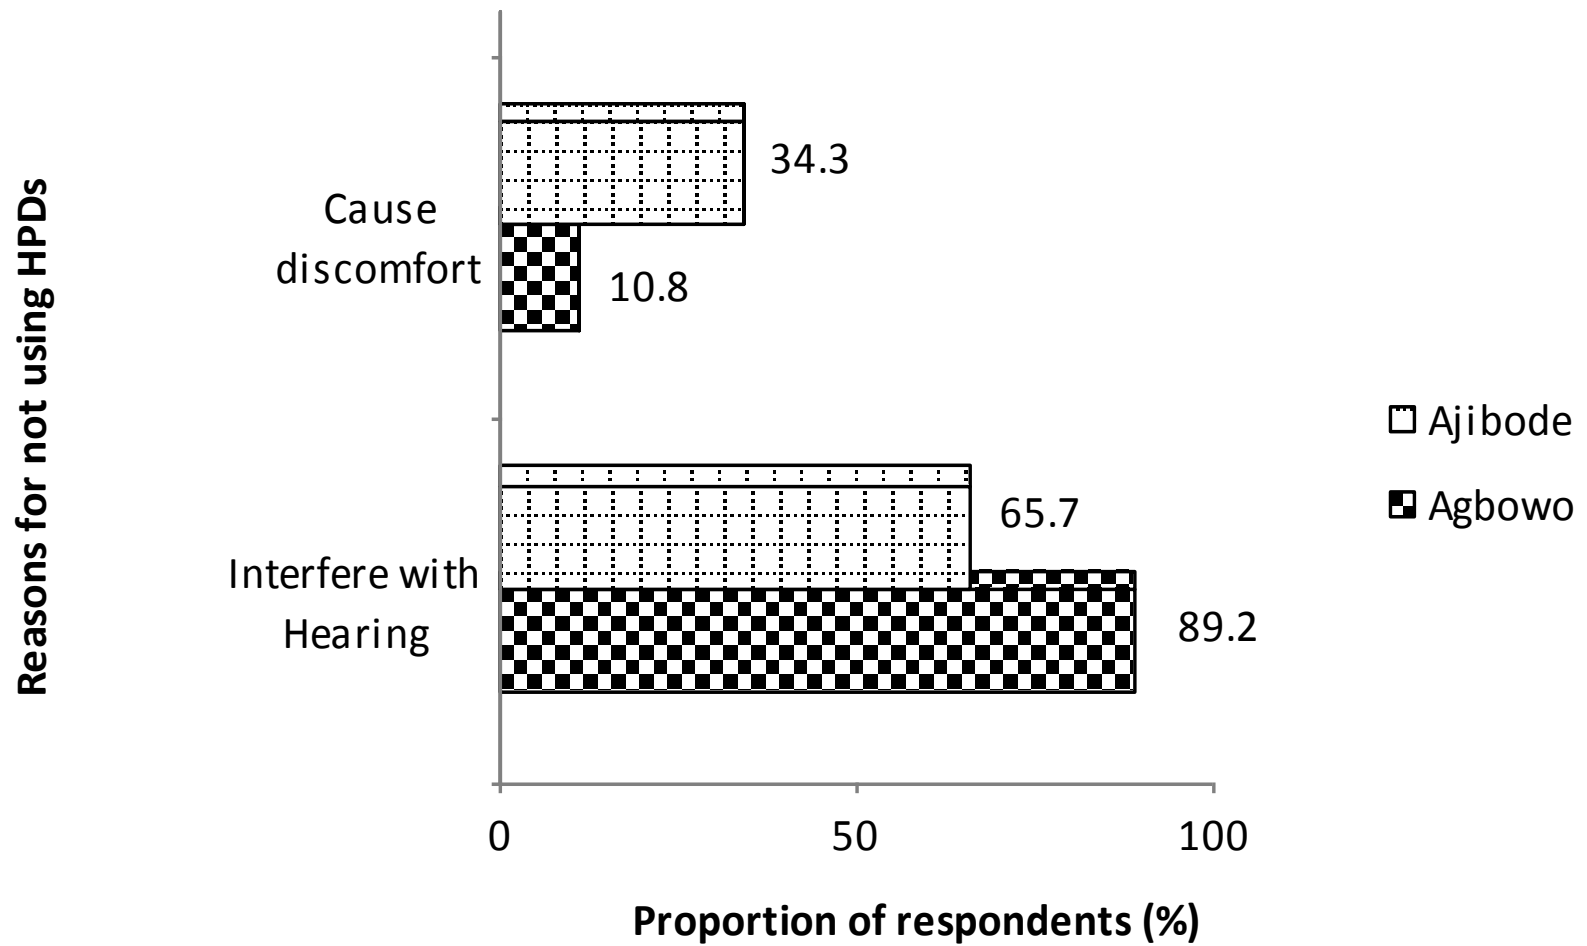 Reasons for not using HPDs
Cause
discomfort
34.3
10.8
Interfere with
Hearing
65.7
89.2
Ajibode
Agbowo
0
50
100
Proportion of respondents (%)